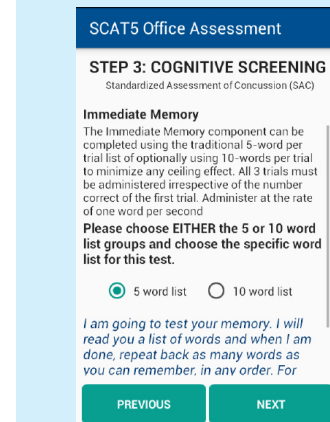 SCAT5 Office Assessment
STEP 3: COGNITIVE SCREENING
Standardized Assessment of Concussion (SAC)
Immediate Memory
The Immediate Memory component can be
completed using the traditional 5-word per
trial list of optionally using 10-words per trial
to minimize any ceiling effect. All 3 trials must
be administered irrespective of the number
correct of the first trial. Administer at the rate
of one word per second
Please choose EITHER the 5 or 10 word
list groups and choose the specific word
list for this test.
5 word list 10 word list
I am going to test your memory. I will
read you a list of words and when I am
done, repeat back as many words as
you can remember, in any order. For
PREVIOUS NEXT